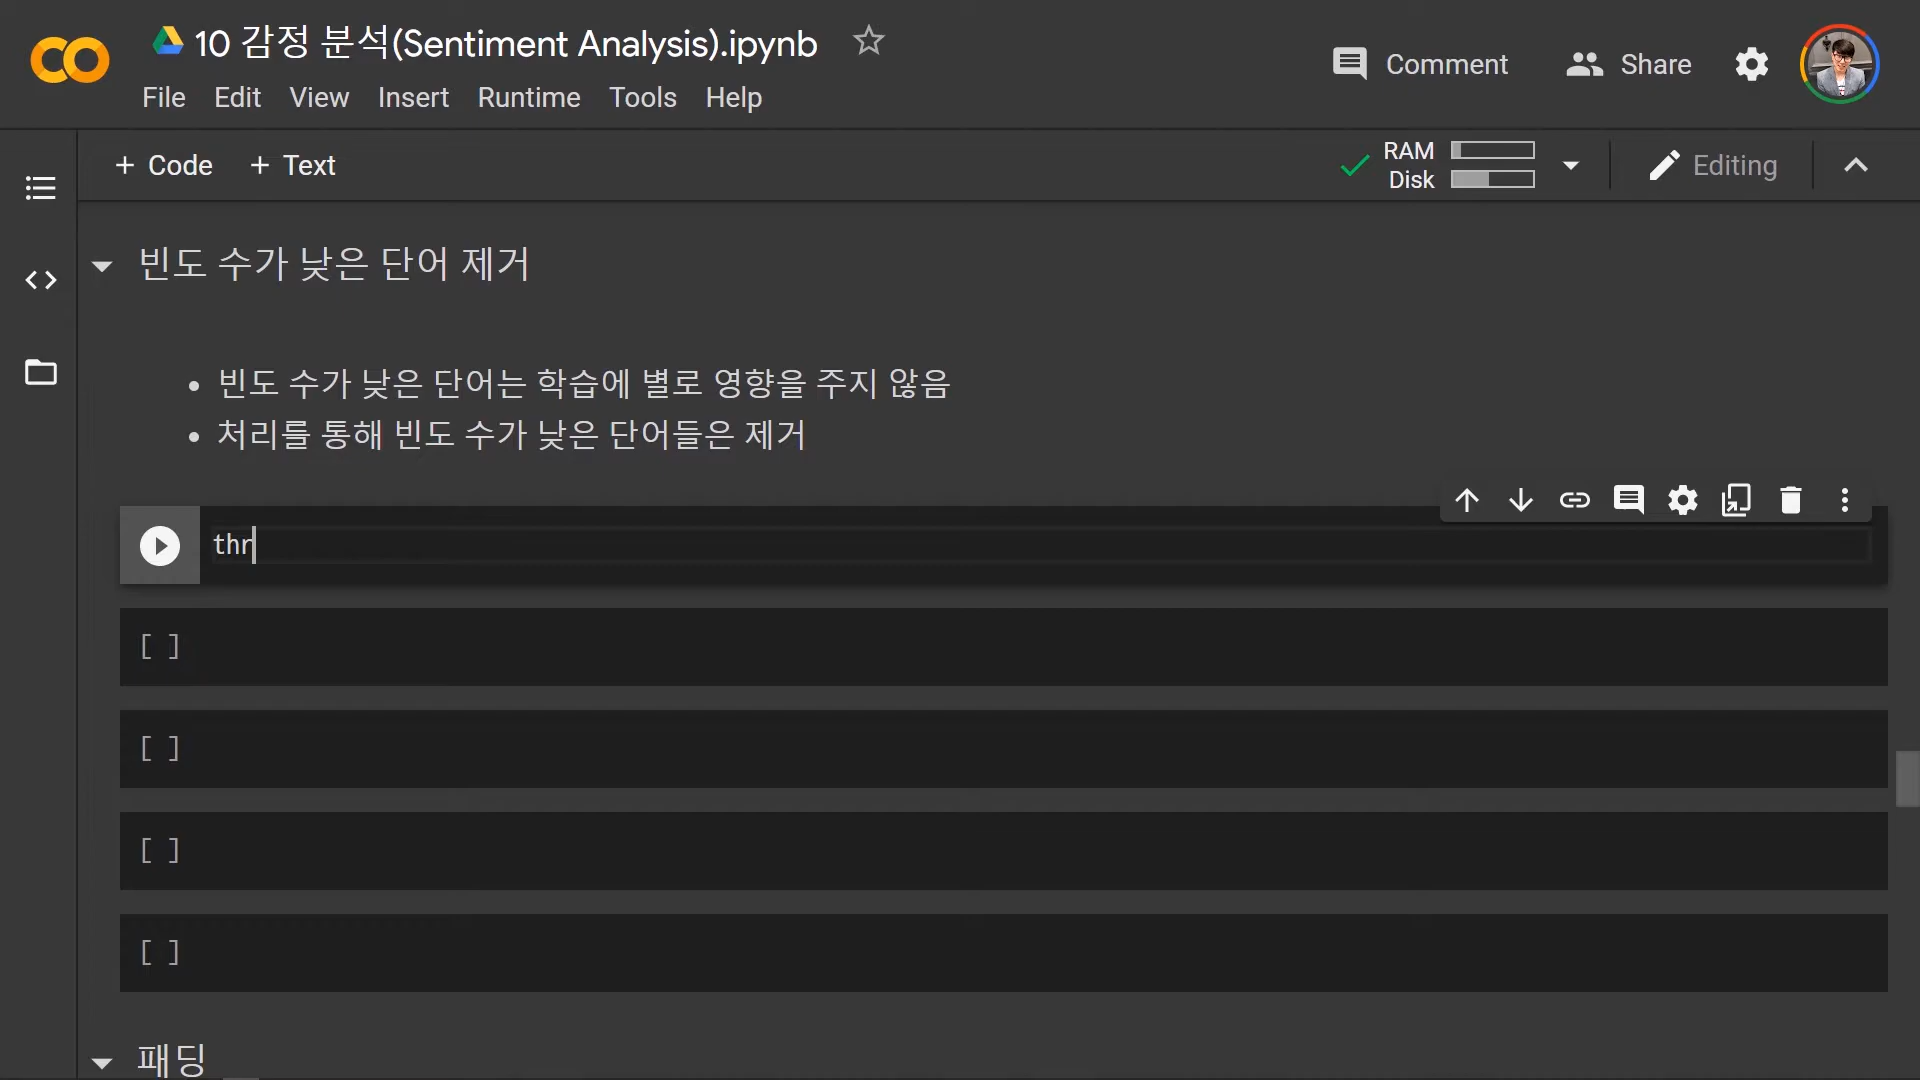 10 감정 분석(Sentiment Analysis).ipynb
Comment
Share
File Edit View Insert Runtime Tools Help
+ Code + Text
RAM
Disk
Editing
빈도 수가 낮은 단어 제거
• 빈도 수가 낮은 단어는 학습에 별로 영향을 주지 않음
• 처리를 통해 빈도 수가 낮은 단어들은 제거
thr
[ ]
[ ]
[ ]
[ ]
패딩